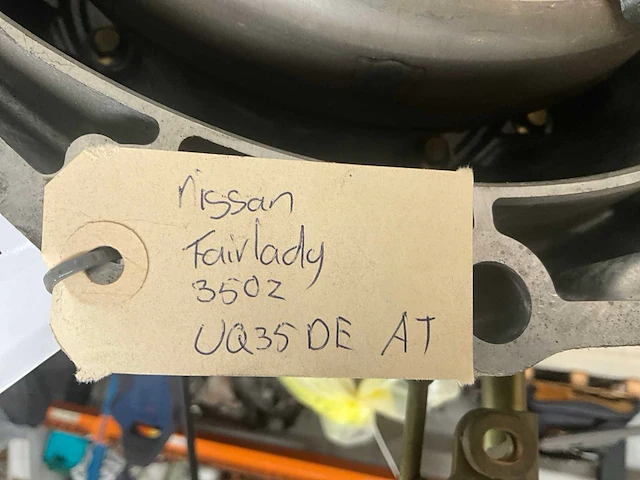 Nissan
Fairlady
350Z
UQ35DE AT